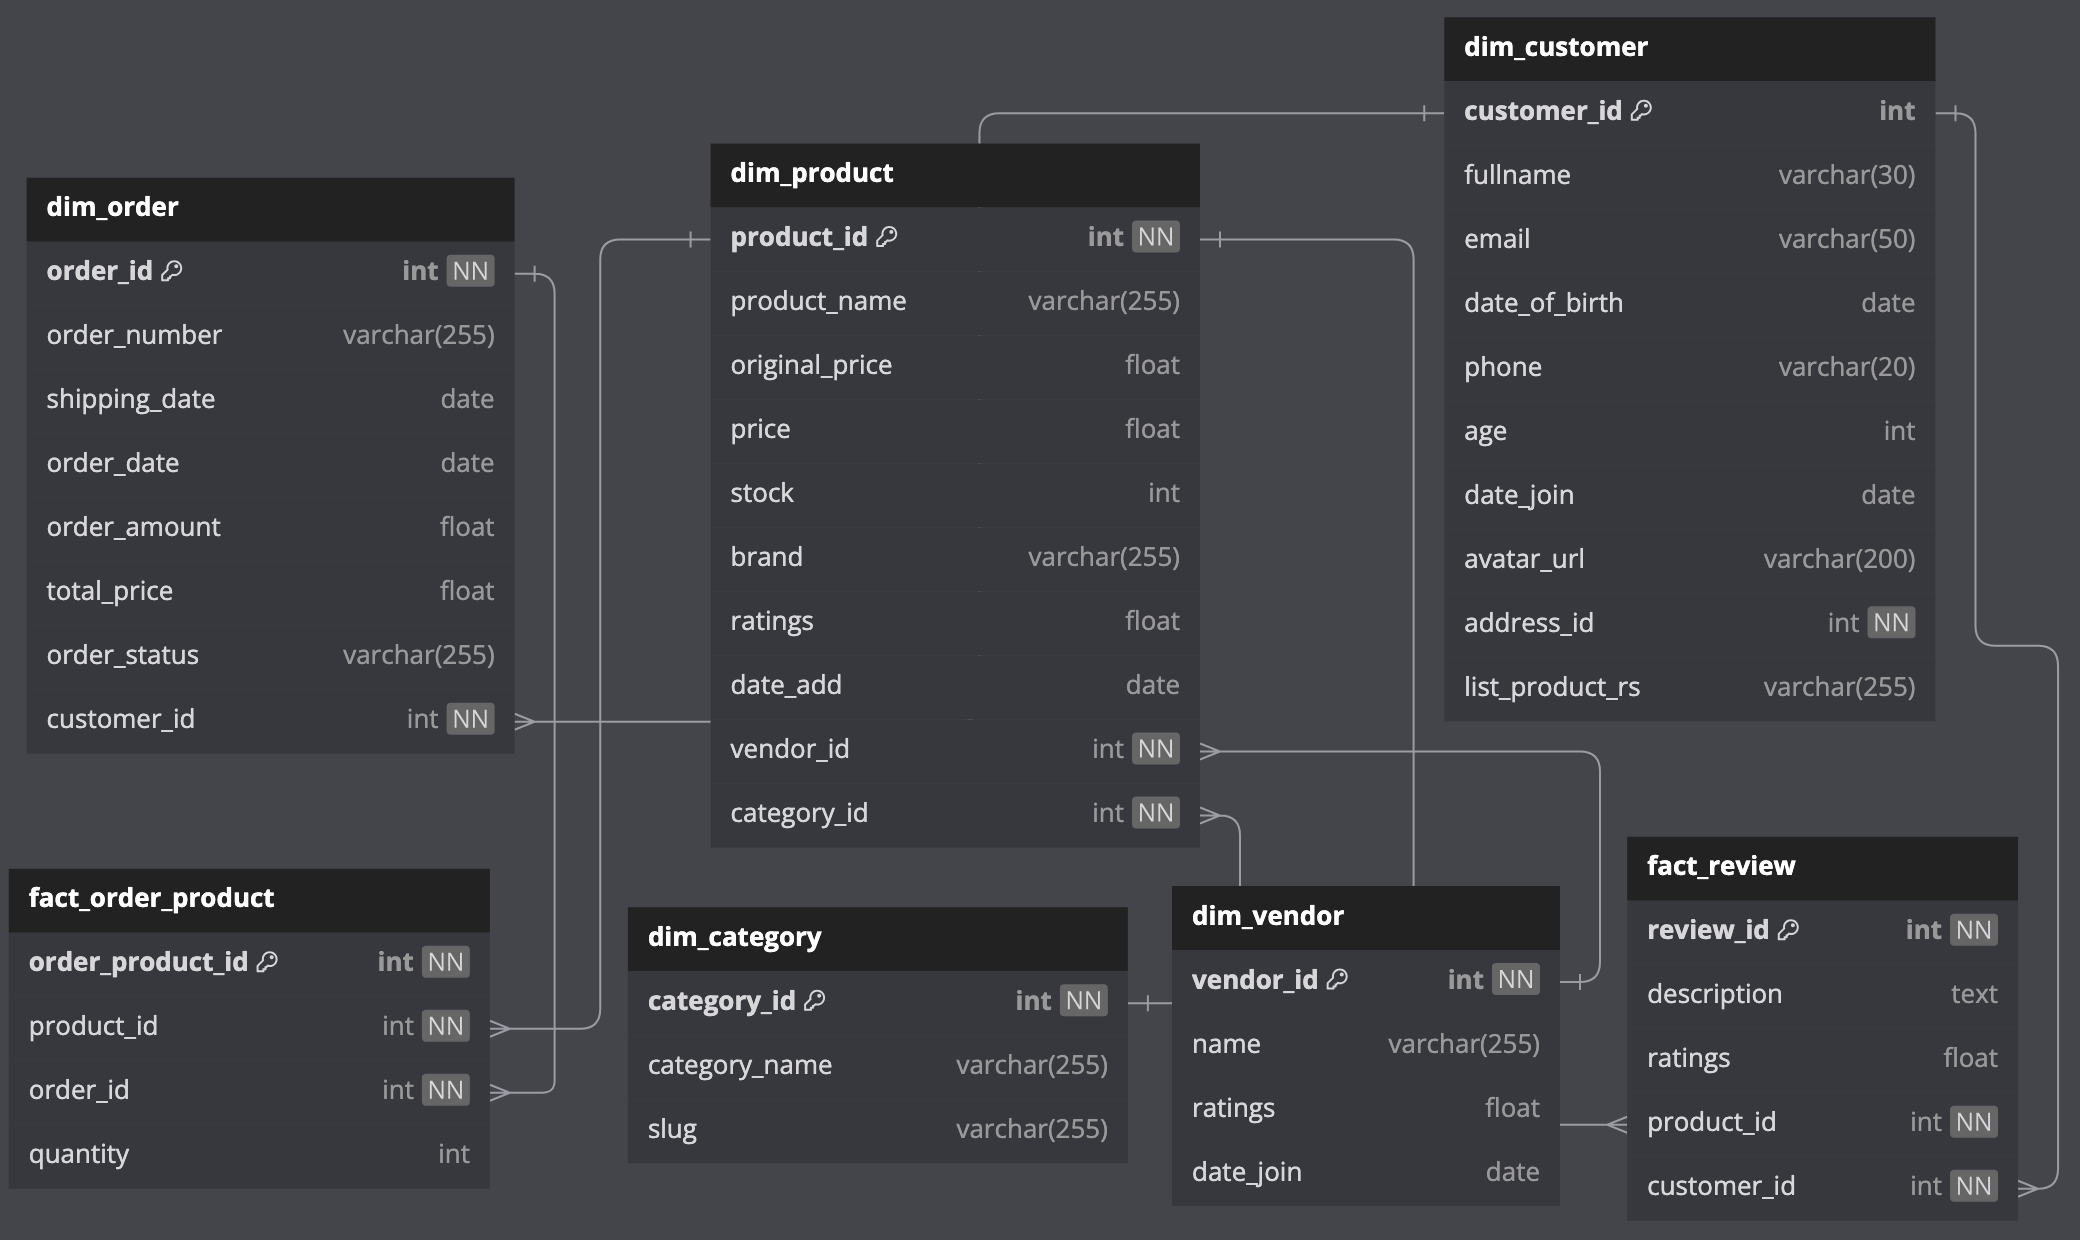 dim_customer
customer_id int
fullname varchar(30)
email varchar(50)
date_of_birth date
phone varchar(20)
age int
date_join date
avatar_url varchar(200)
address_id int NN
list_product_rs varchar(255)
dim_product
product_id int NN
product_name varchar(255)
original_price float
price float
stock int
brand varchar(255)
ratings float
date_add date
vendor_id int NN
category_id int NN
dim_order
order_id int NN
order_number varchar(255)
shipping_date date
order_date date
order_amount float
total_price float
order_status varchar(255)
customer_id int NN
fact_order_product
order_product_id int NN
product_id int NN
order_id int NN
quantity int
dim_category
category_id int NN
category_name varchar(255)
slug varchar(255)
dim_vendor
vendor_id int NN
name varchar(255)
ratings float
date_join date
fact_review
review_id int NN
description text
ratings float
product_id int NN
customer_id int NN